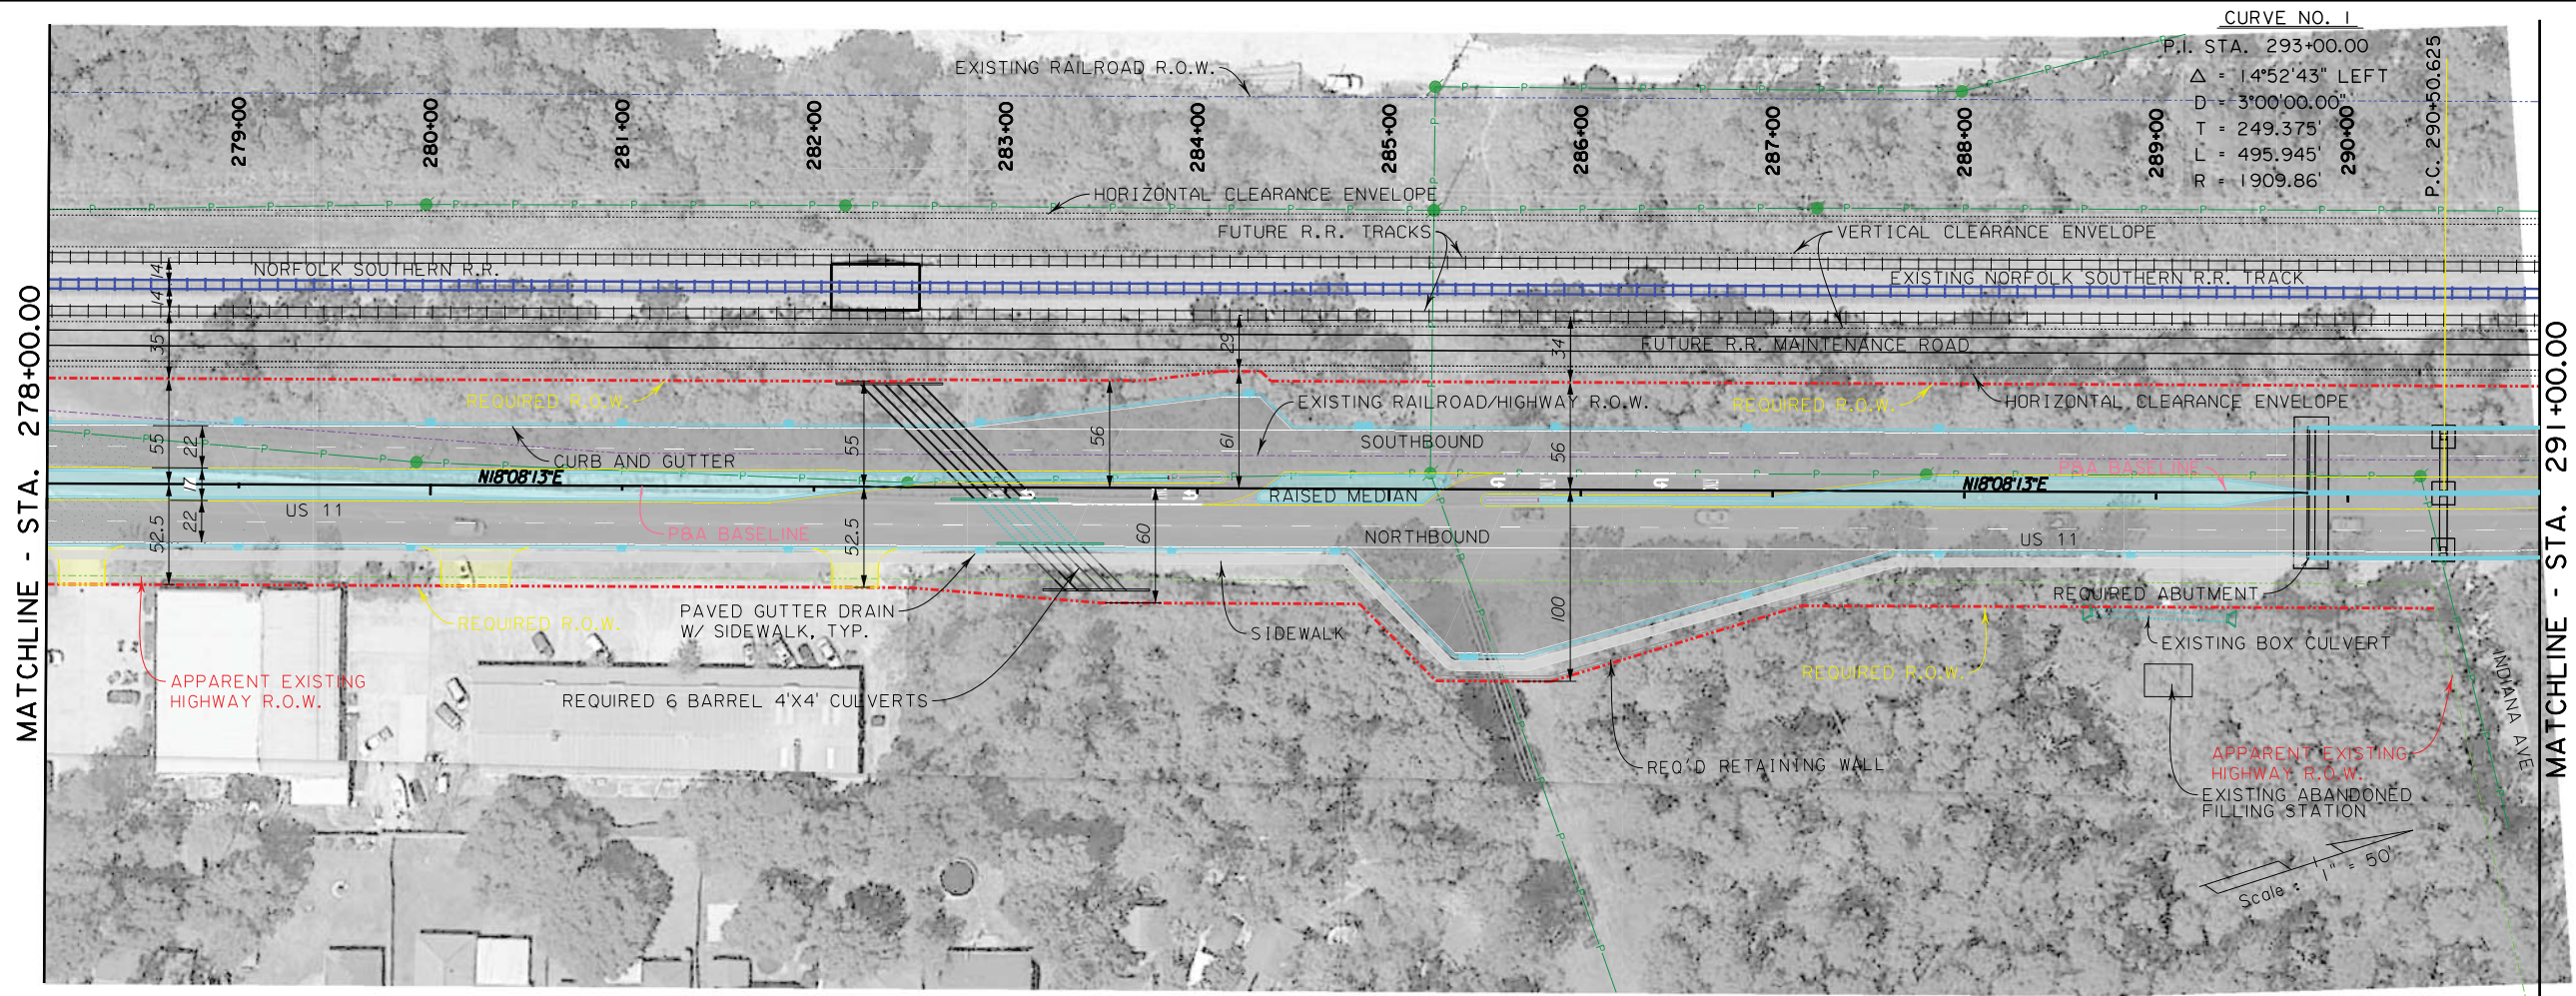 CURVE NO. 1
P.I. STA. 293+00.00
Δ = 14°52'43" LEFT
D = 3°00'00.00"
T = 249.375'
L = 495.945'
R = 1909.86'
P.C. 290+50.625
EXISTING RAILROAD R.O.W.
279+00
280+00
281+00
282+00
283+00
284+00
285+00
286+00
287+00
288+00
289+00
290+00
HORIZONTAL CLEARANCE ENVELOPE
FUTURE R.R. TRACKS
VERTICAL CLEARANCE ENVELOPE
NORFOLK SOUTHERN R.R.
EXISTING NORFOLK SOUTHERN R.R. TRACK
14
14
35
29
34
FUTURE R.R. MAINTENANCE ROAD
MATCHLINE - STA. 278+00.00
MATCHLINE - STA. 291+00.00
REQUIRED R.O.W.
EXISTING RAILROAD/HIGHWAY R.O.W.
REQUIRED R.O.W.
HORIZONTAL CLEARANCE ENVELOPE
55
22
55
56
61
56
SOUTHBOUND
CURB AND GUTTER
N18°08'13"E
17
RAISED MEDIAN
P&A BASELINE
N18°08'13"E
US 11
22
52.5
P&A BASELINE
52.5
60
NORTHBOUND
US 11
100
REQUIRED ABUTMENT
PAVED GUTTER DRAIN
W/ SIDEWALK, TYP.
REQUIRED R.O.W.
SIDEWALK
EXISTING BOX CULVERT
APPARENT EXISTING
HIGHWAY R.O.W.
REQUIRED 6 BARREL 4'X4' CULVERTS
REQUIRED R.O.W.
REQ'D RETAINING WALL
INDIANA AVE
APPARENT EXISTING
HIGHWAY R.O.W.
EXISTING ABANDONED
FILLING STATION
Scale : 1" = 50'